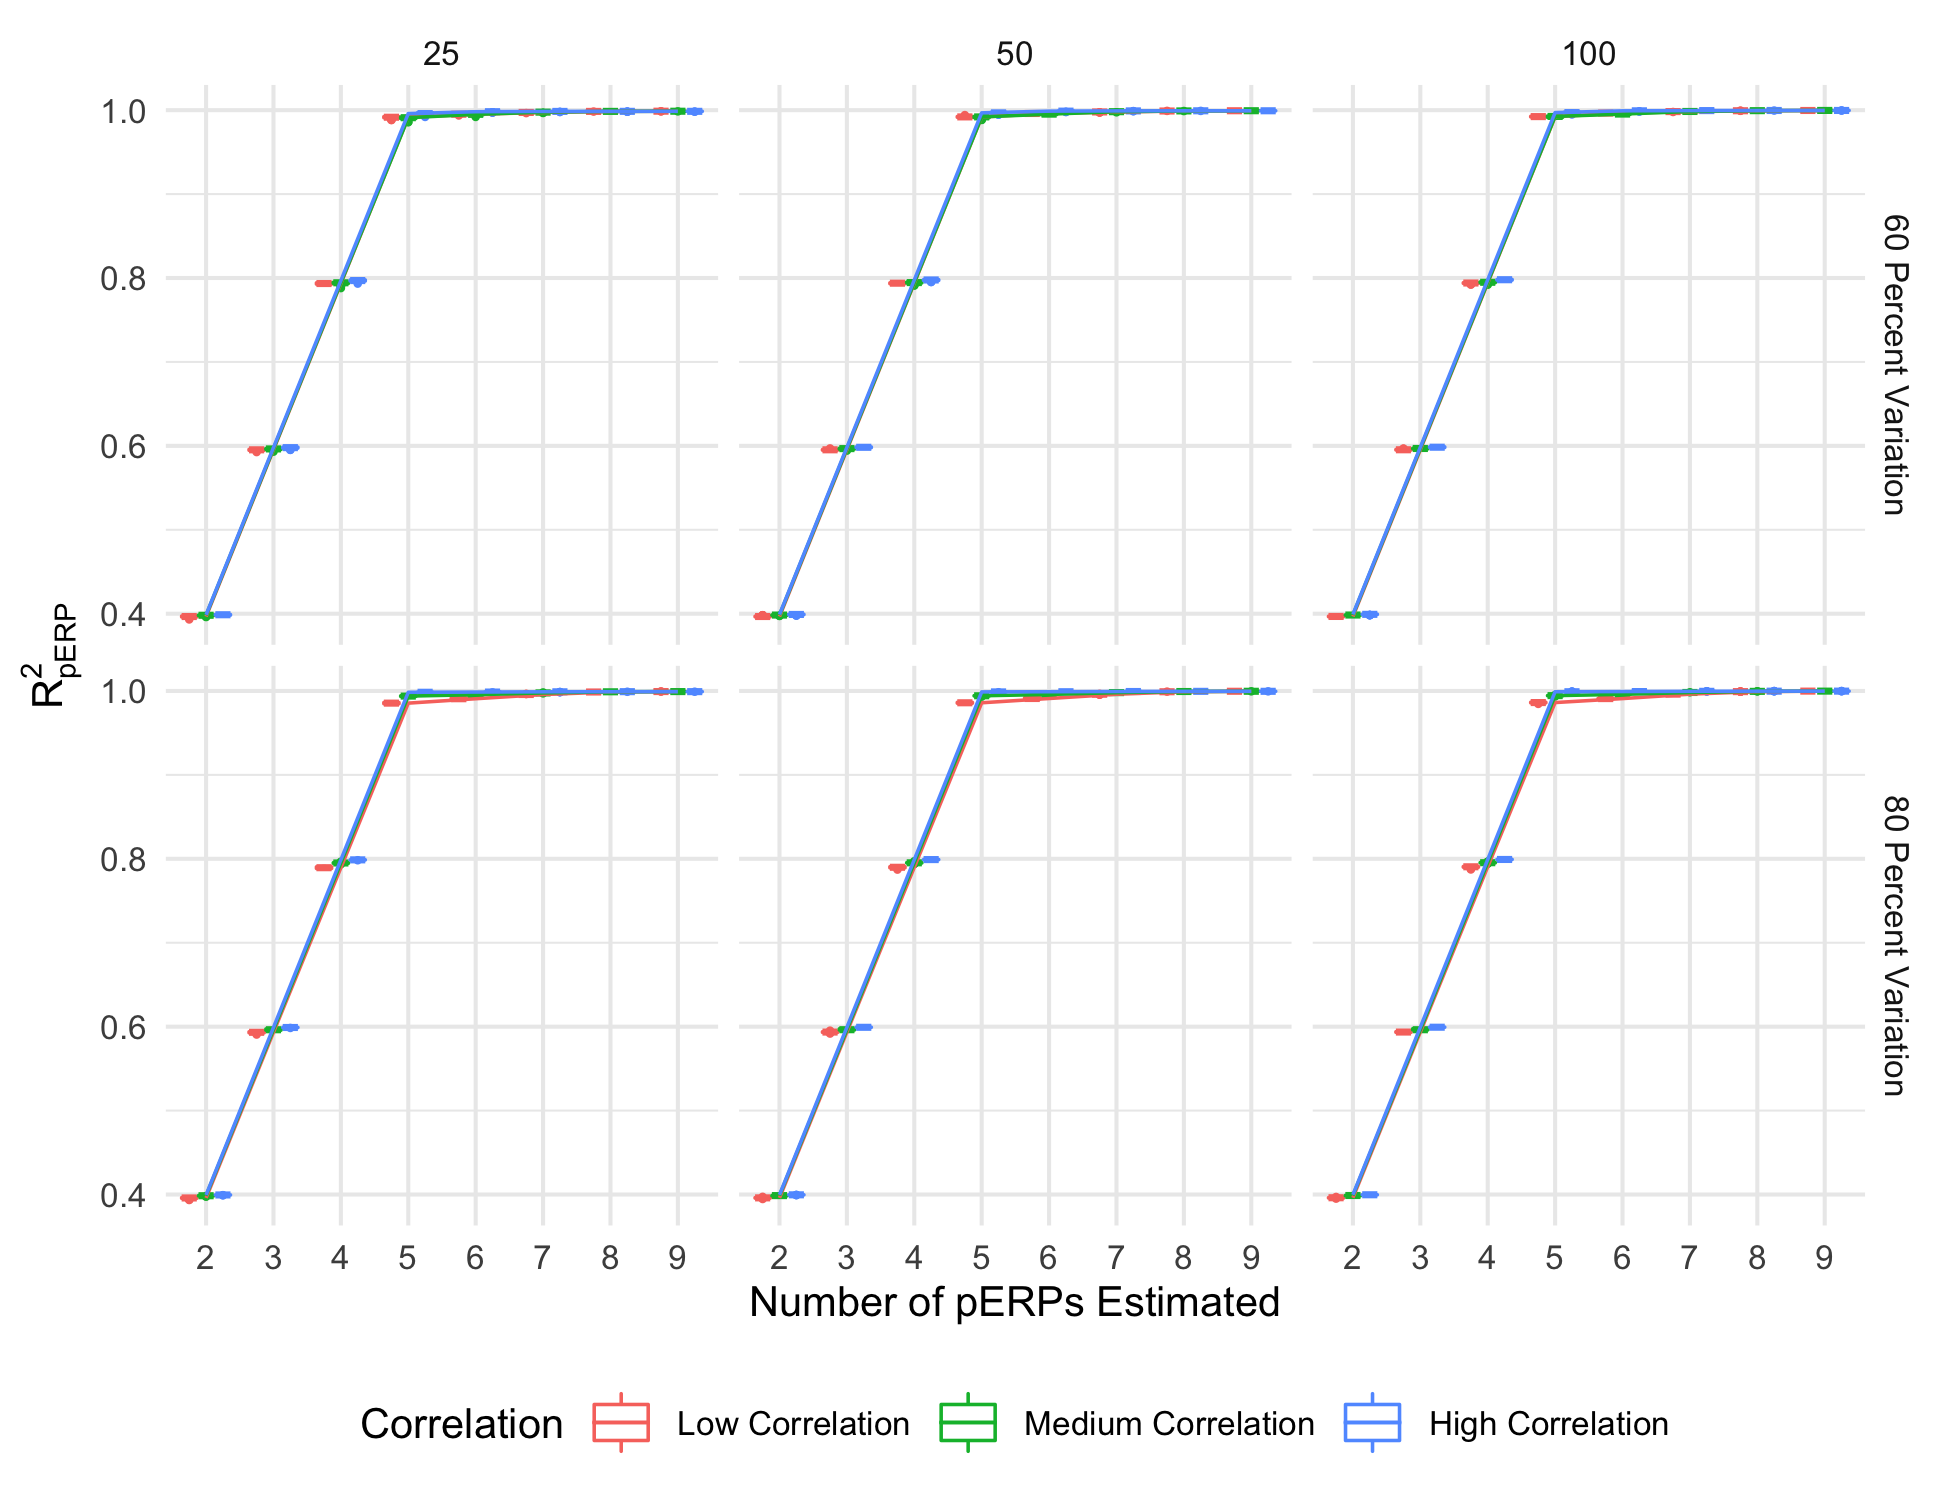 25 50 100
1.0
0.8
0.6
0.4
60 Percent Variation
R²pERP
1.0
0.8
0.6
0.4
80 Percent Variation
2 3 4 5 6 7 8 9 2 3 4 5 6 7 8 9 2 3 4 5 6 7 8 9
Number of pERPs Estimated
Correlation Low Correlation Medium Correlation High Correlation